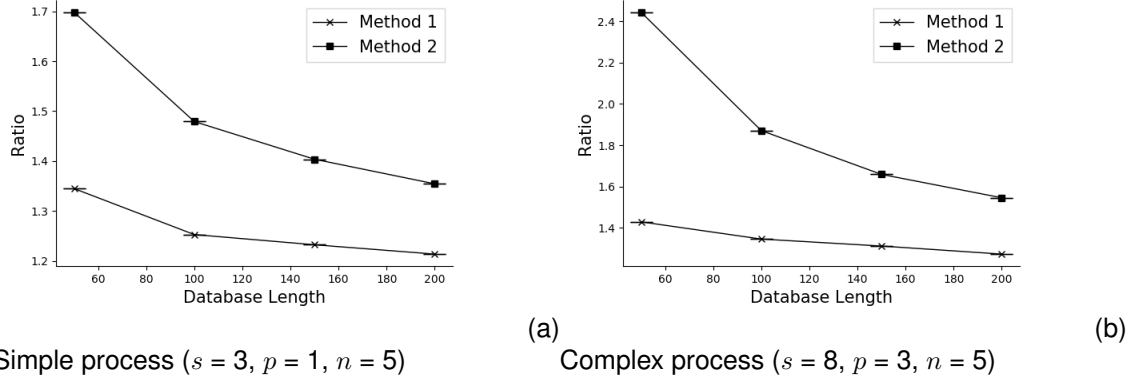 1.7
1.6
1.5
1.4
1.3
1.2
Ratio
60 80 100 120 140 160 180 200
Database Length
Method 1
Method 2
(a)
Simple process (s = 3, p = 1, n = 5)
2.4
2.2
2.0
1.8
1.6
1.4
Ratio
60 80 100 120 140 160 180 200
Database Length
Method 1
Method 2
(b)
Complex process (s = 8, p = 3, n = 5)